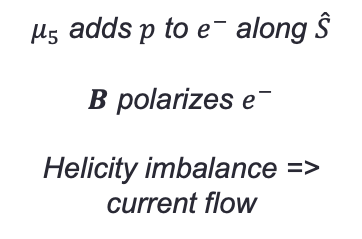 μ₅ adds p to e⁻ along Ŝ
B polarizes e⁻
Helicity imbalance =>
current flow